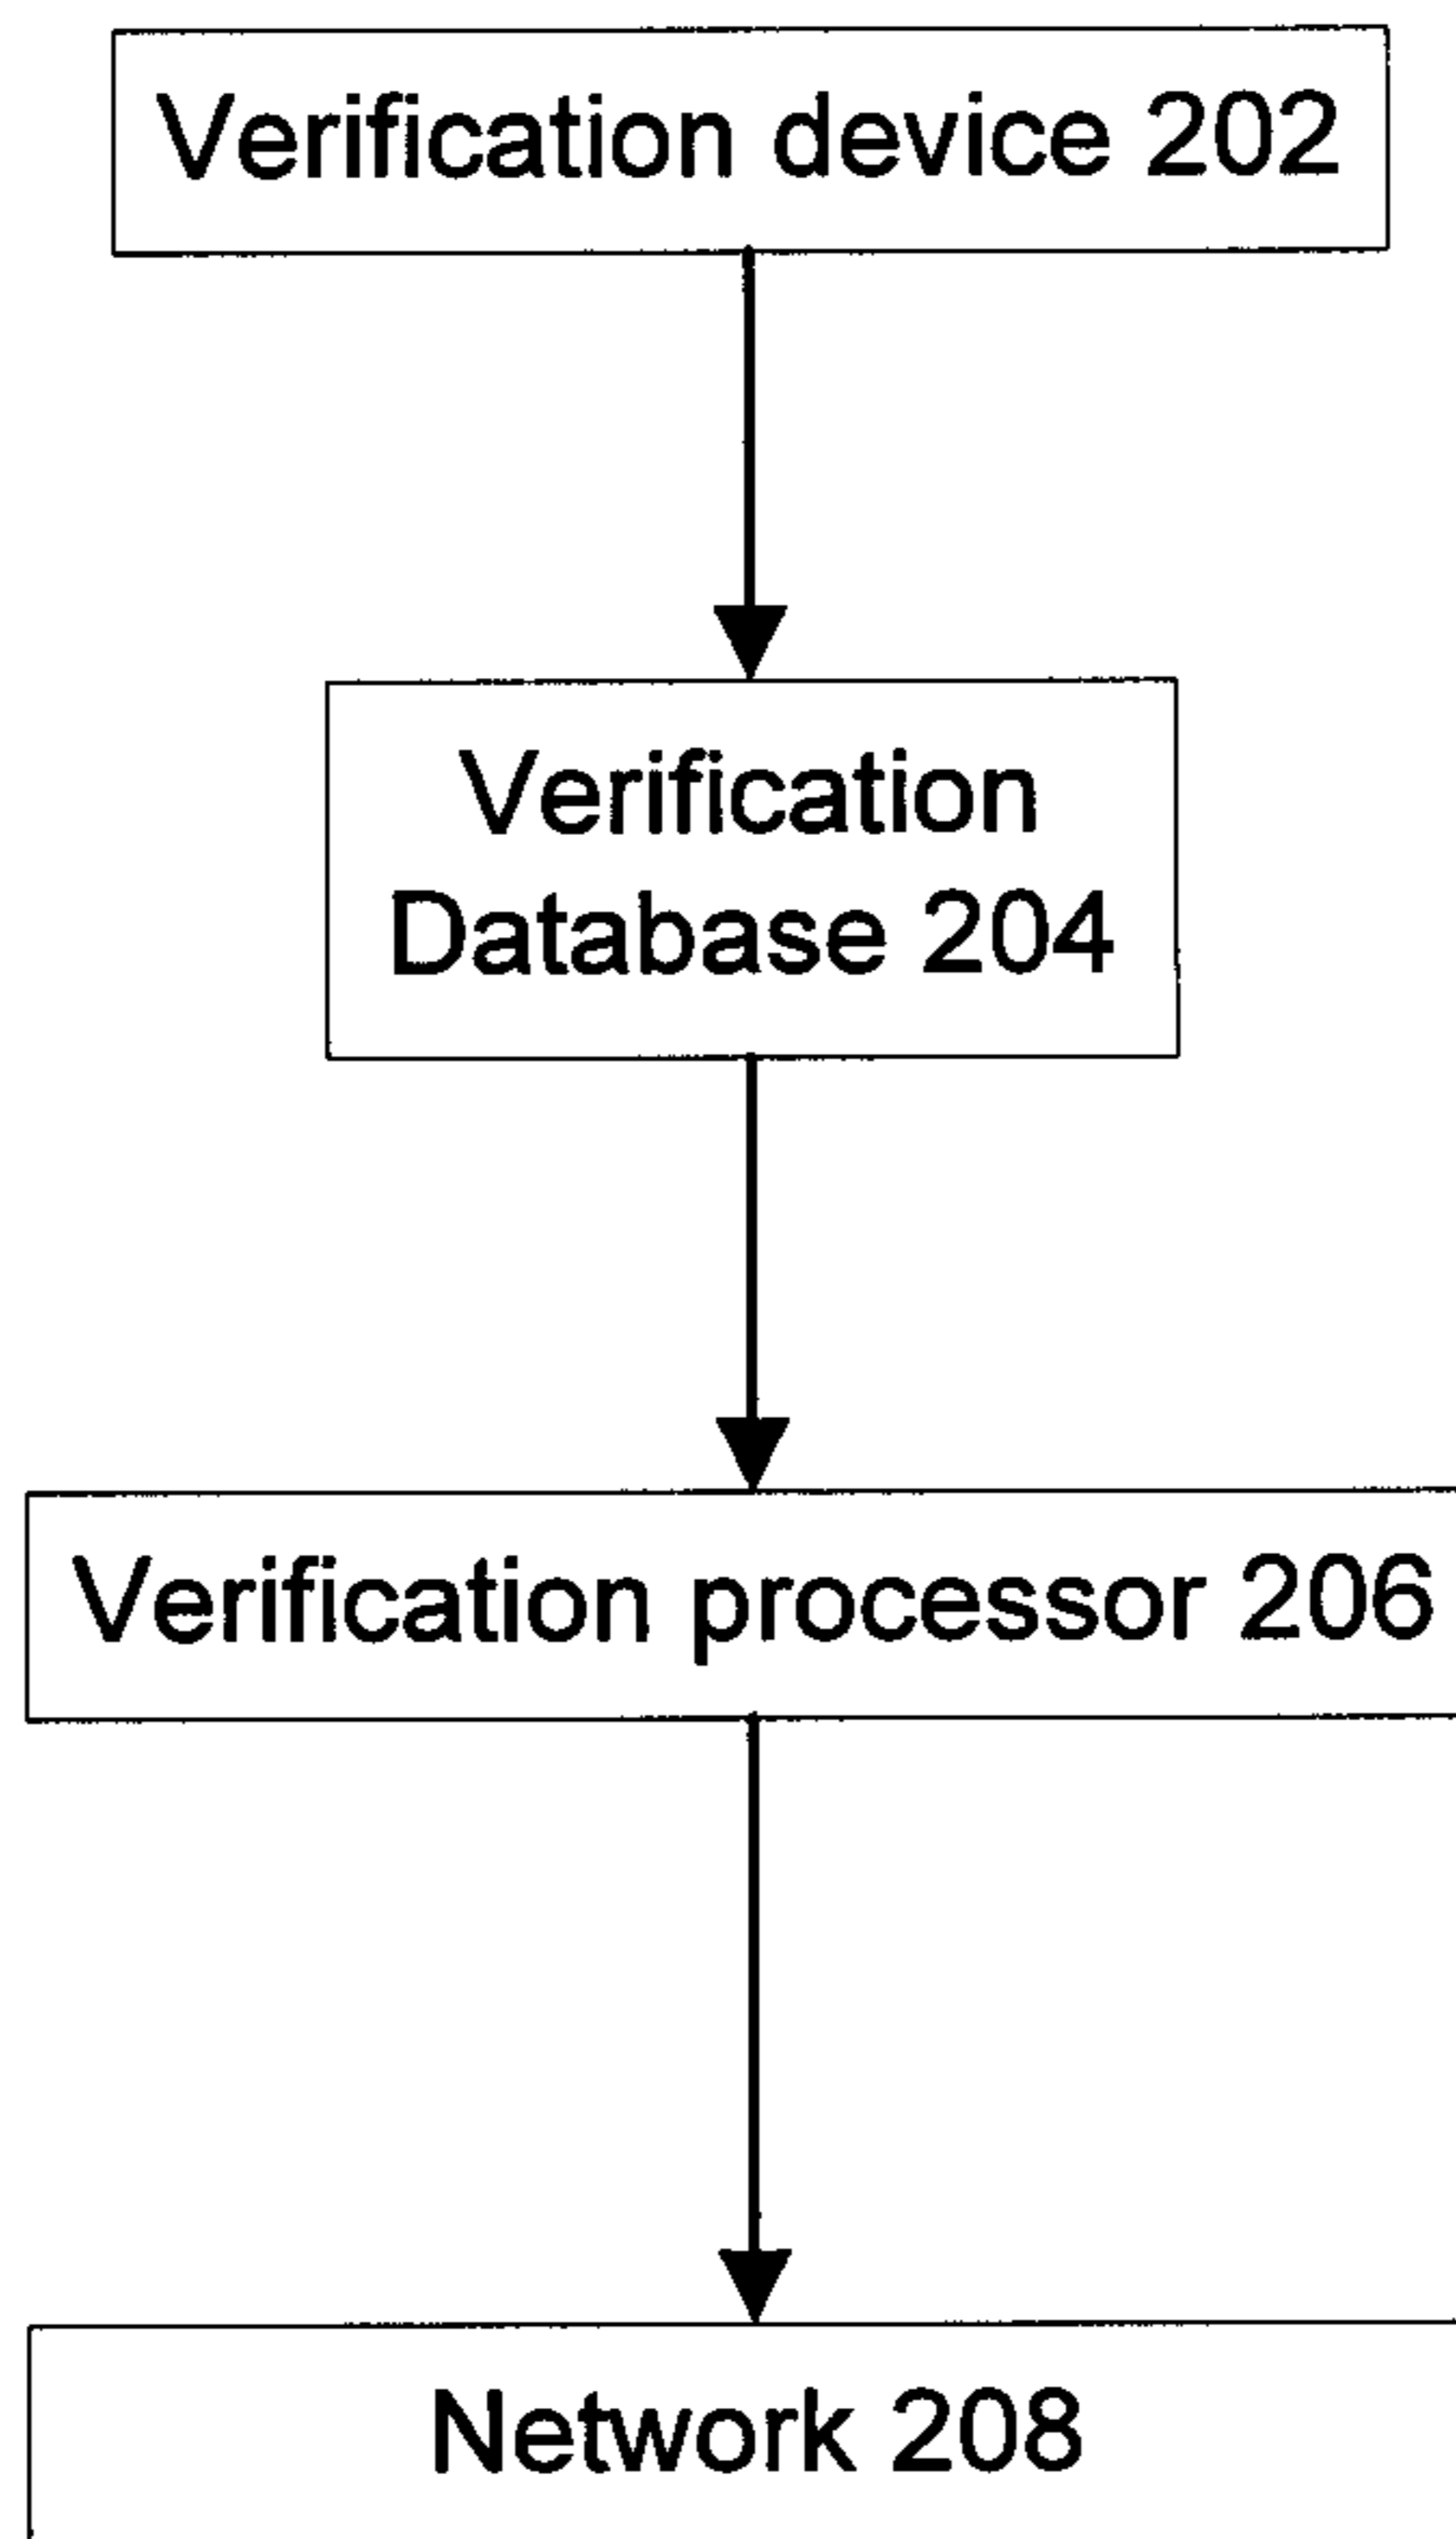 Verification device 202
Verification
Database 204
Verification processor 206
Network 208